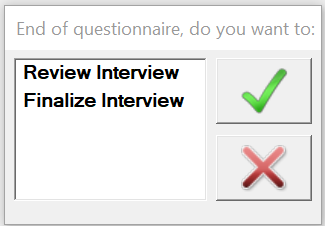 End of questionnaire, do you want to:
Review Interview
Finalize Interview